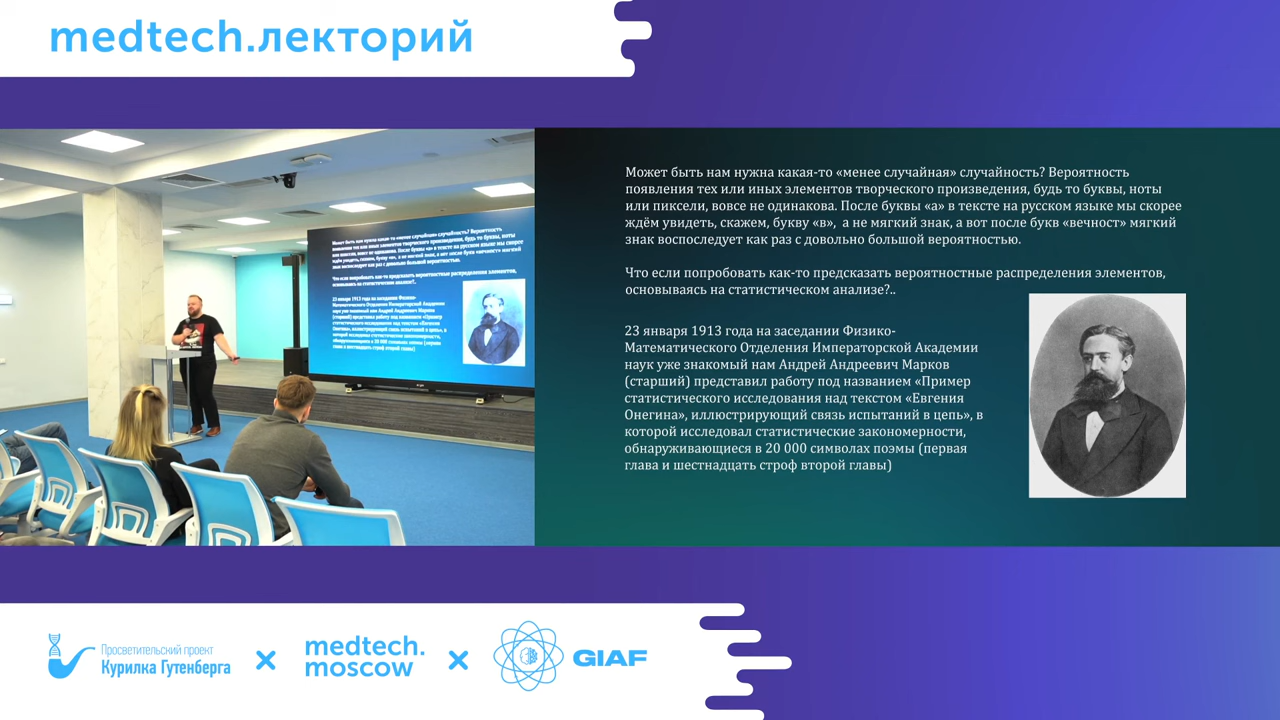 medtech.лекторий
Может быть нам нужна какая-то «менее случайная» случайность? Вероятность
появления тех или иных элементов творческого произведения, будь то буквы, ноты
или пиксели, вовсе не одинакова. После буквы «а» в тексте на русском языке мы скорее
ждём увидеть, скажем, букву «в», а не мягкий знак, а вот после букв «вечност» мягкий
знак воспоследует как раз с довольно большой вероятностью.
Что если попробовать как-то предсказать вероятностные распределения элементов,
основываясь на статистическом анализе?..
23 января 1913 года на заседании Физико-
Математического Отделения Императорской Академии
наук уже знакомый нам Андрей Андреевич Марков
(старший) представил работу под названием «Пример
статистического исследования над текстом «Евгения
Онегина», иллюстрирующий связь испытаний в цепь», в
которой исследовал статистические закономерности,
обнаруживающиеся в 20 000 символах поэмы (первая
глава и шестнадцать строф второй главы)
Просветительский проект
Курилка Гутенберга
medtech.
moscow
GIAF